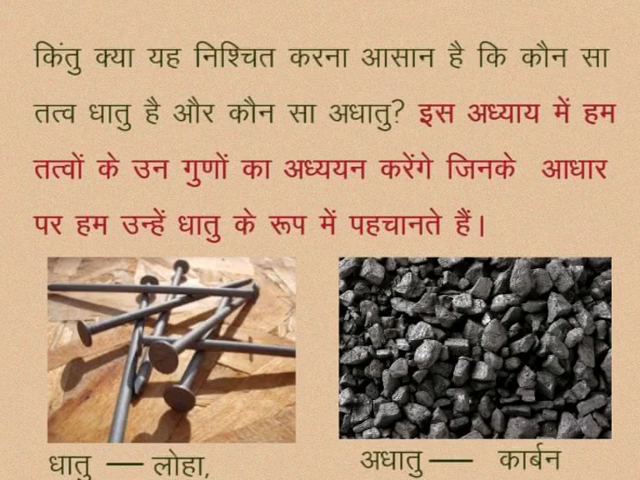 किंतु क्या यह निश्चित करना आसान है कि कौन सा
तत्व धातु है और कौन सा अधातु? इस अध्याय में हम
तत्वों के उन गुणों का अध्ययन करेंगे जिनके आधार
पर हम उन्हें धातु के रूप में पहचानते हैं।
धातु — लोहा,
अधातु — कार्बन